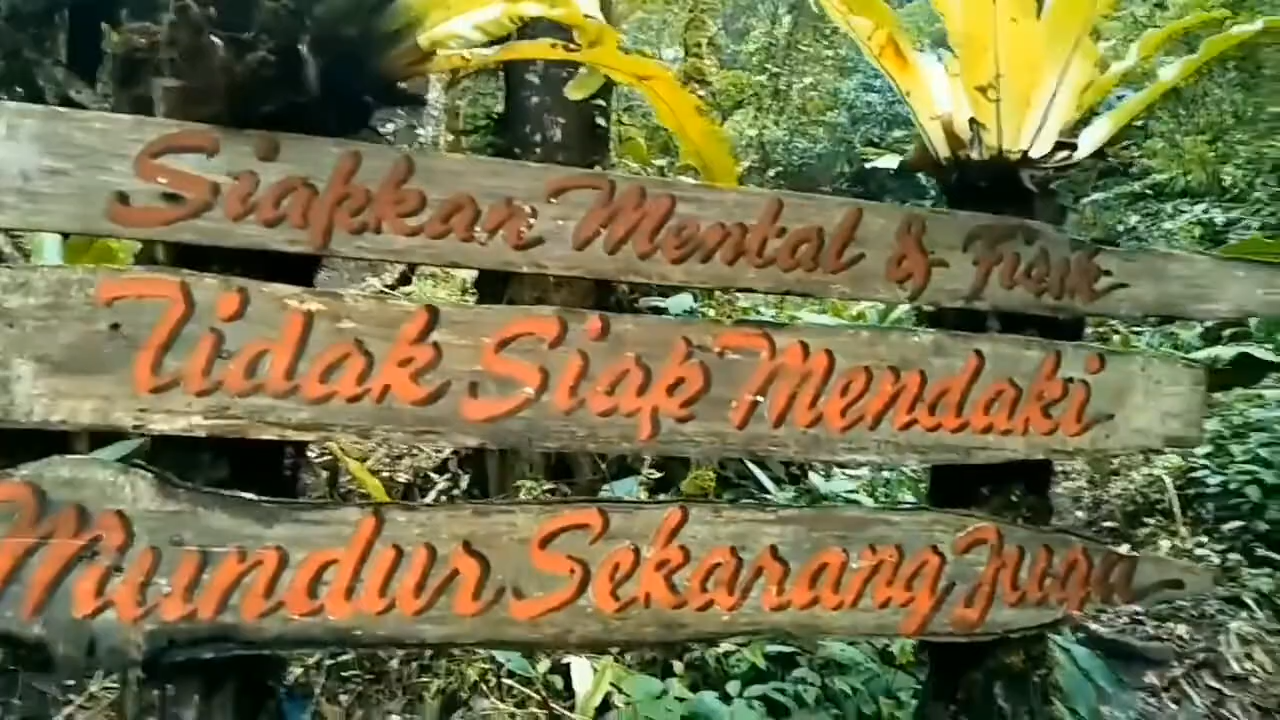 Siapkan Mental & Fisik
Tidak Siap Mendaki
Mundur Sekarang Juga